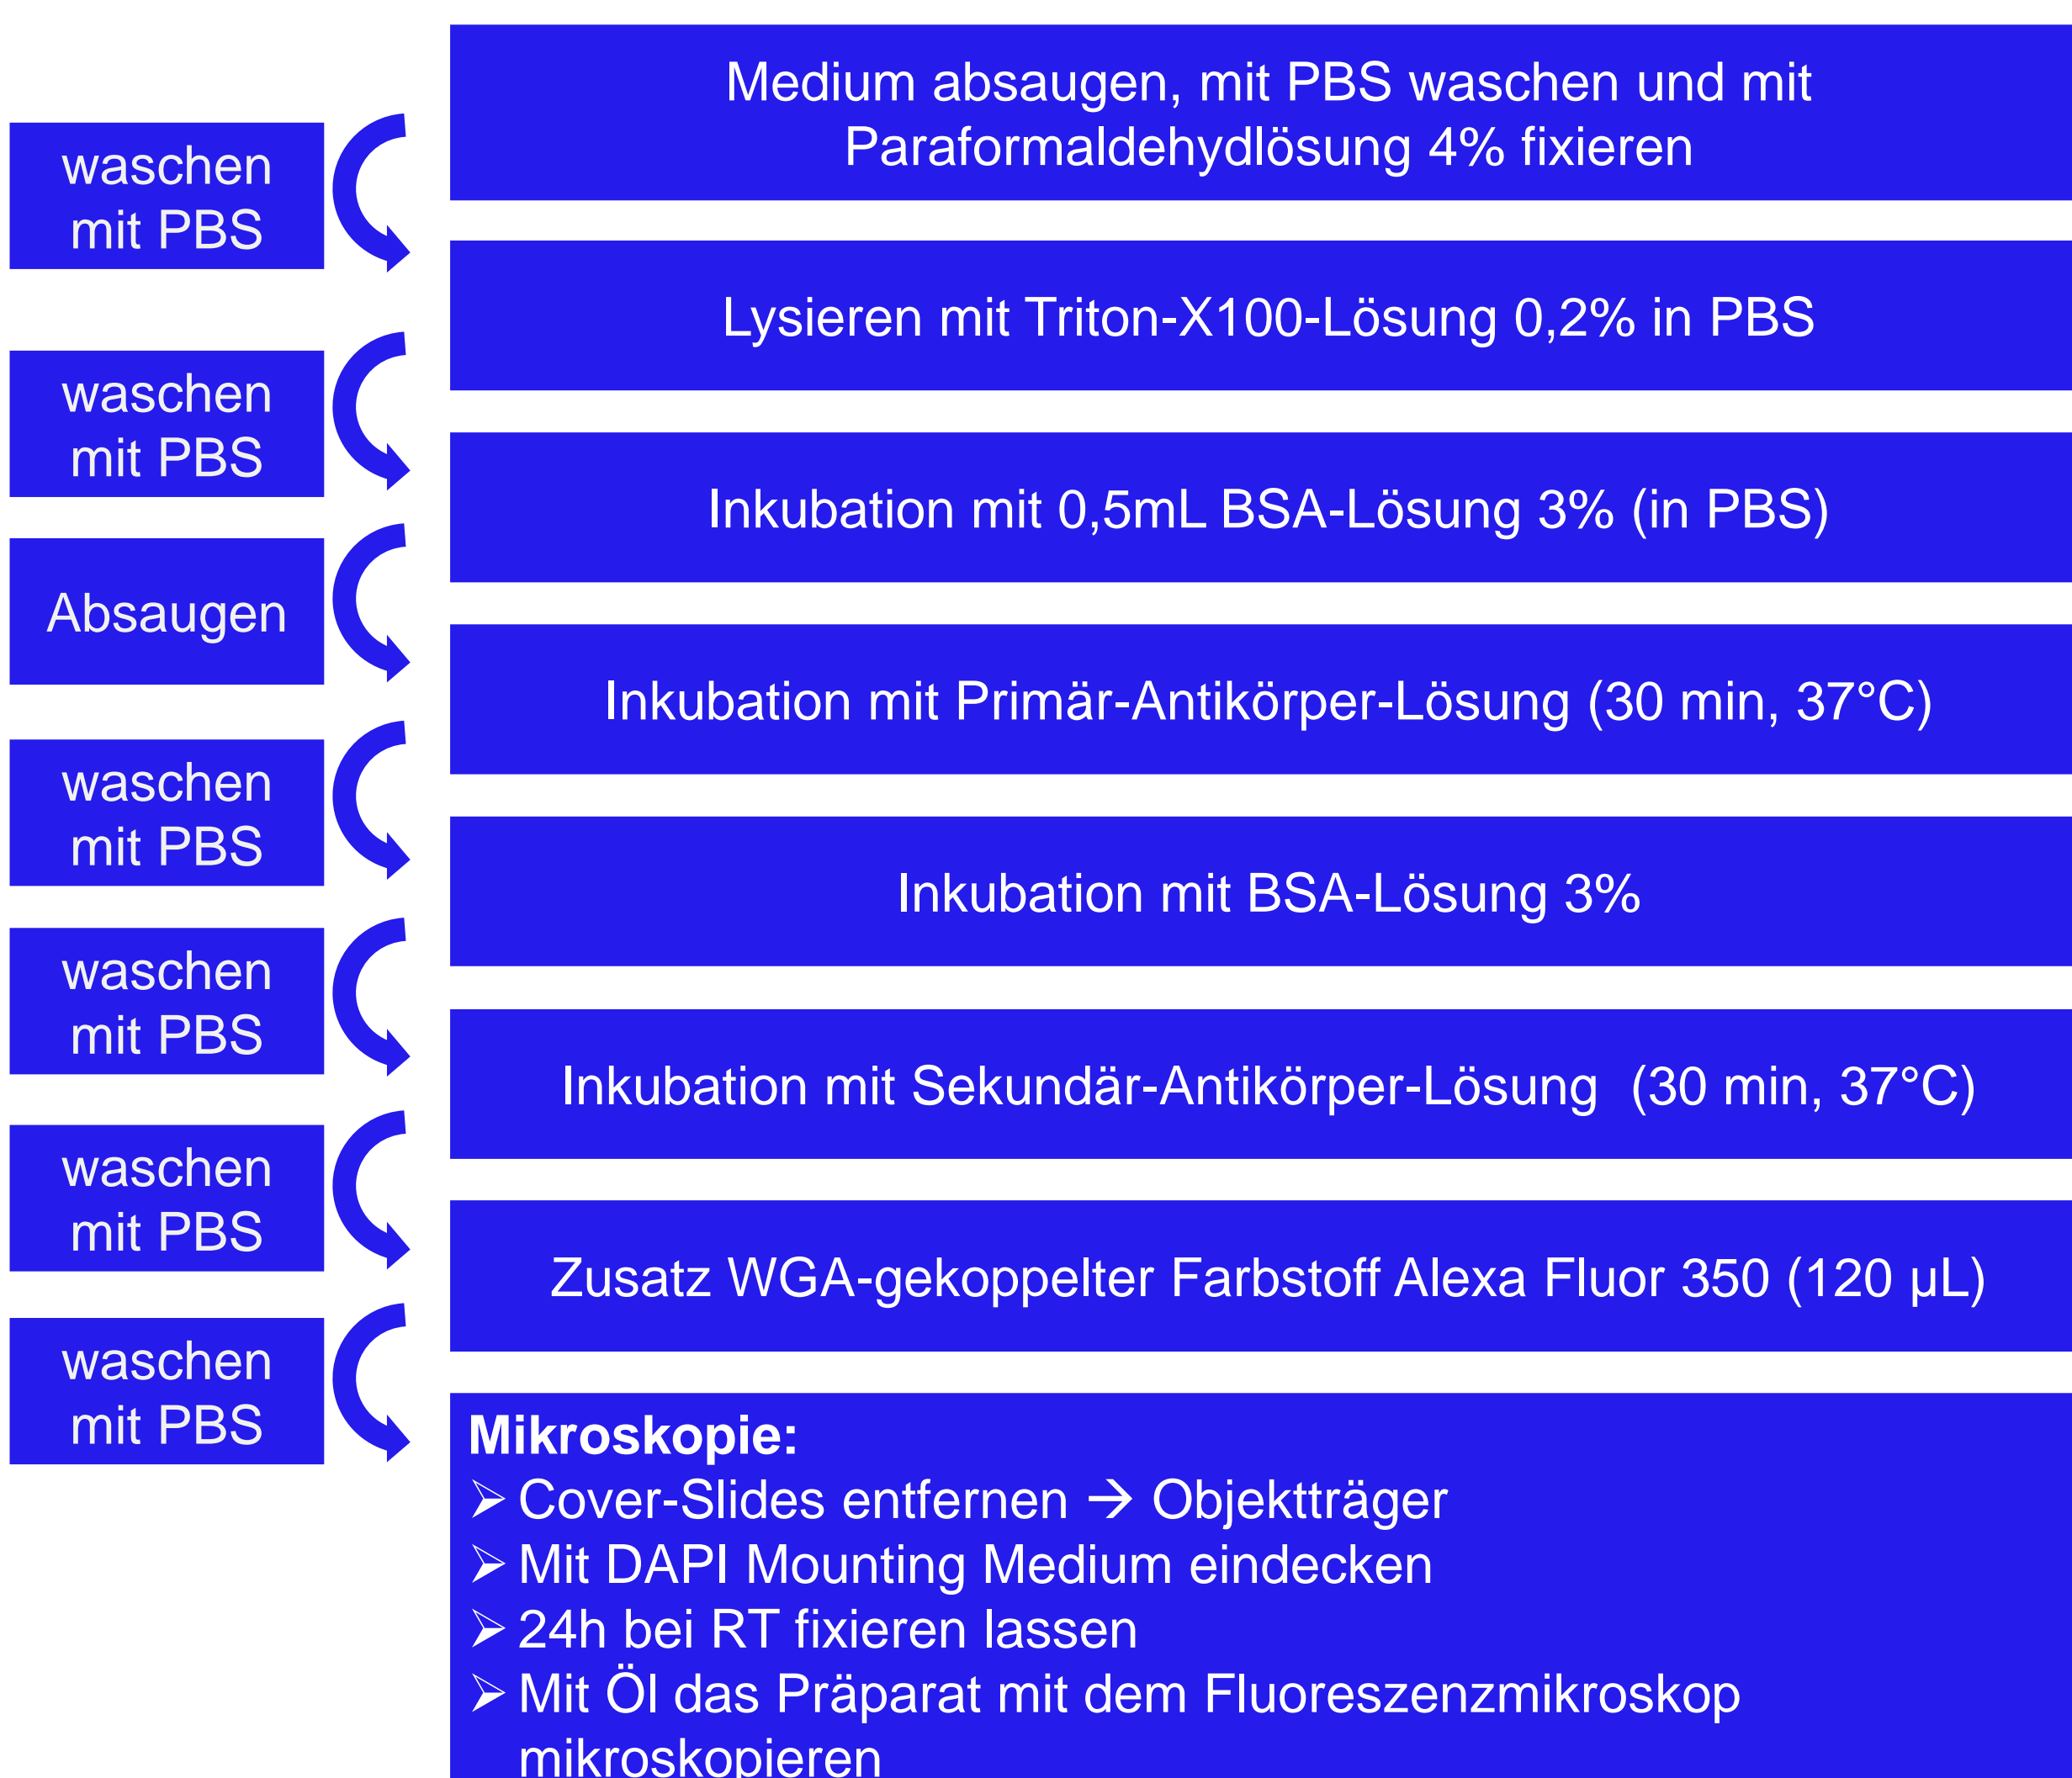 Medium absaugen, mit PBS waschen und mit
Paraformaldehydlösung 4% fixieren
waschen
mit PBS
Lysieren mit Triton-X100-Lösung 0,2% in PBS
waschen
mit PBS
Inkubation mit 0,5mL BSA-Lösung 3% (in PBS)
Absaugen
Inkubation mit Primär-Antikörper-Lösung (30 min, 37°C)
waschen
mit PBS
Inkubation mit BSA-Lösung 3%
waschen
mit PBS
Inkubation mit Sekundär-Antikörper-Lösung  (30 min, 37°C)
waschen
mit PBS
Zusatz WGA-gekoppelter Farbstoff Alexa Fluor 350 (120 µL)
waschen
mit PBS
Mikroskopie:
➢ Cover-Slides entfernen → Objektträger
➢ Mit DAPI Mounting Medium eindecken
➢ 24h bei RT fixieren lassen
➢ Mit Öl das Präparat mit dem Fluoreszenzmikroskop
mikroskopieren